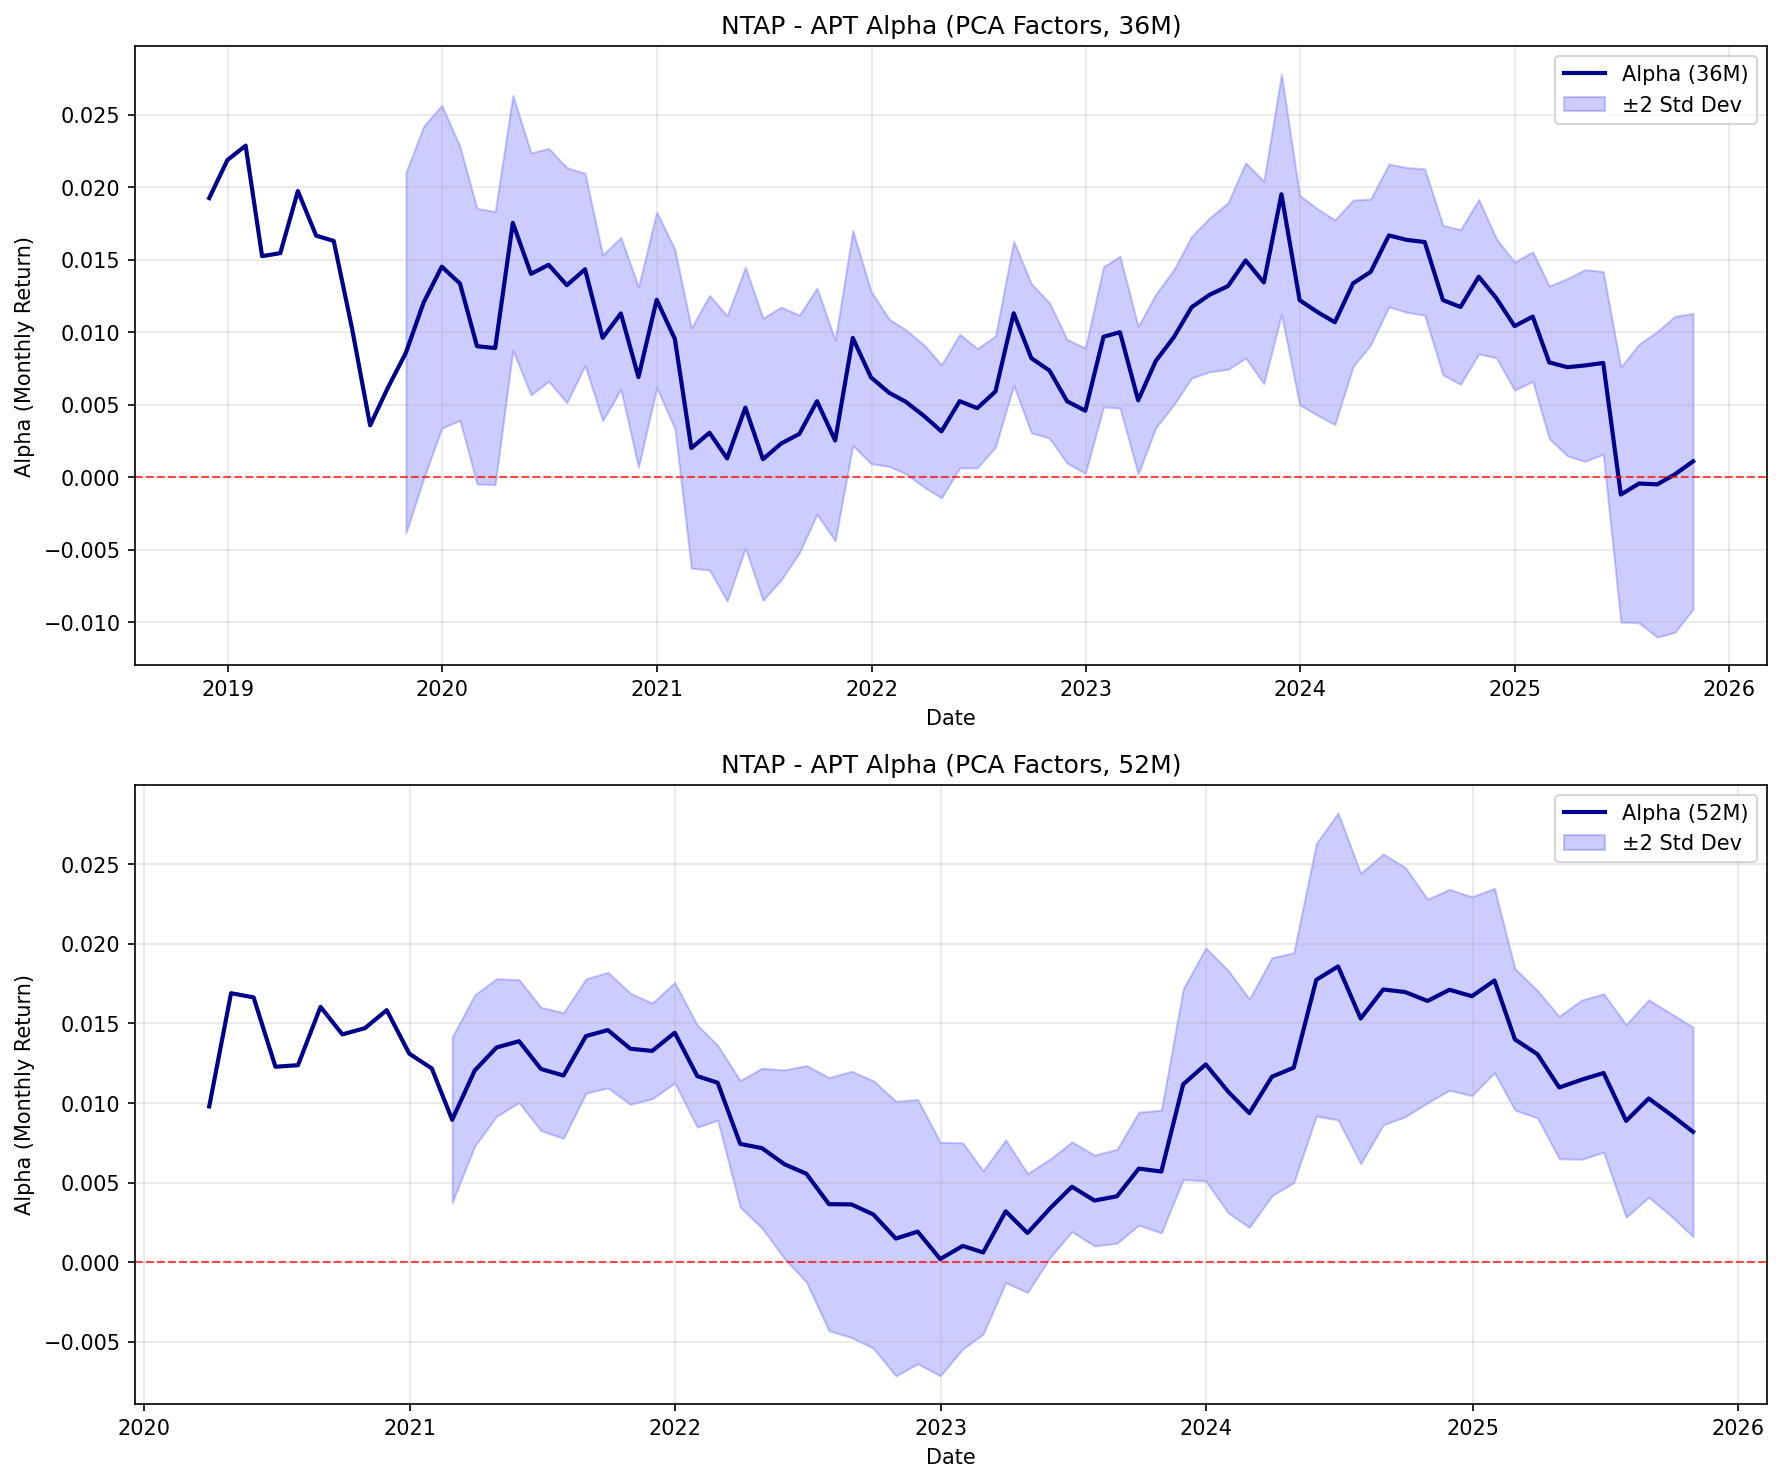 NTAP - APT Alpha (PCA Factors, 36M)
Alpha (36M)
±2 Std Dev
Alpha (Monthly Return)
0.025
0.020
0.015
0.010
0.005
0.000
−0.005
−0.010
2019 2020 2021 2022 2023 2024 2025 2026
Date
NTAP - APT Alpha (PCA Factors, 52M)
Alpha (52M)
±2 Std Dev
Alpha (Monthly Return)
0.025
0.020
0.015
0.010
0.005
0.000
−0.005
2020 2021 2022 2023 2024 2025 2026
Date